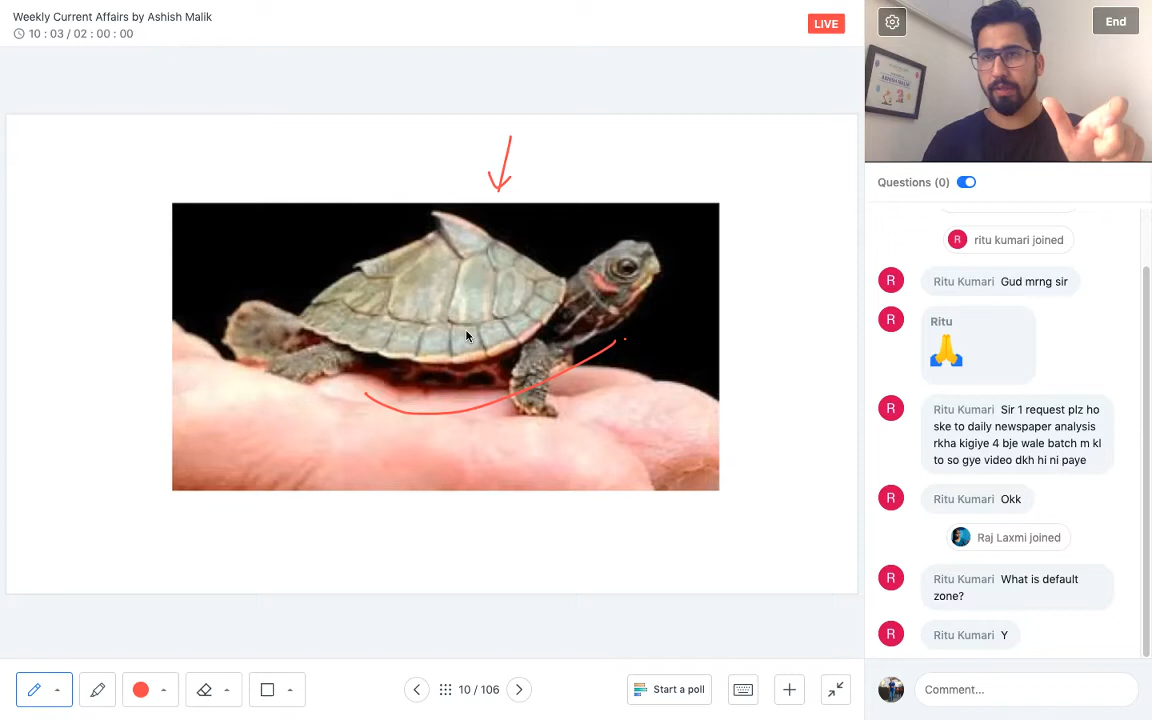 Weekly Current Affairs by Ashish Malik
10 : 03 / 02 : 00 : 00
LIVE
End
Questions (0)
R ritu kumari joined
R Ritu Kumari Gud mrng sir
R Ritu
R Ritu Kumari Sir 1 request plz ho
ske to daily newspaper analysis
rkha kigiye 4 bje wale batch m kl
to so gye video dkh hi ni paye
R Ritu Kumari Okk
Raj Laxmi joined
R Ritu Kumari What is default
zone?
R Ritu Kumari Y
10 / 106
Start a poll
Comment...